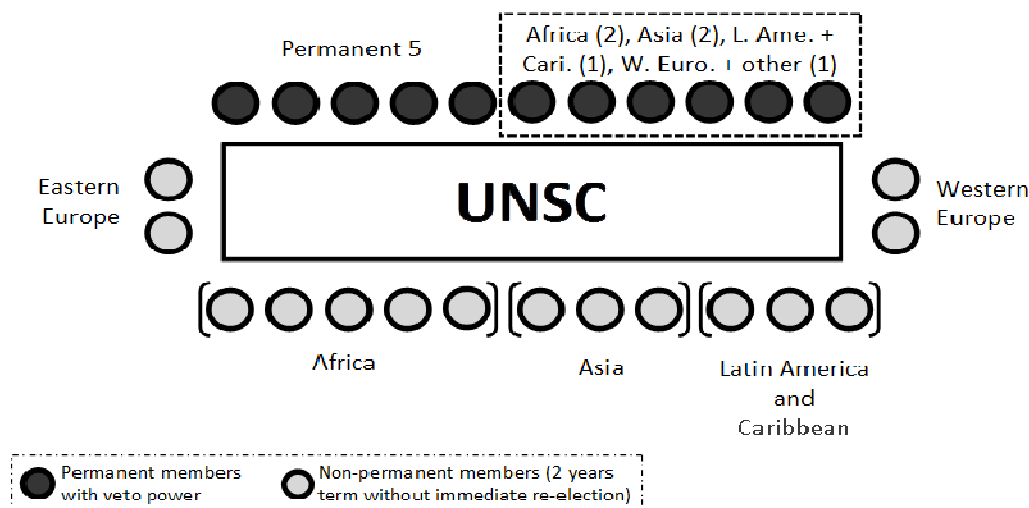 Permanent 5
Africa (2), Asia (2), L. Ame. +
Cari. (1), W. Euro. + other (1)
Eastern
Europe
UNSC
Western
Europe
Africa
Asia
Latin America
and
Caribbean
Permanent members
with veto power
Non-permanent members (2 years
term without immediate re-election)